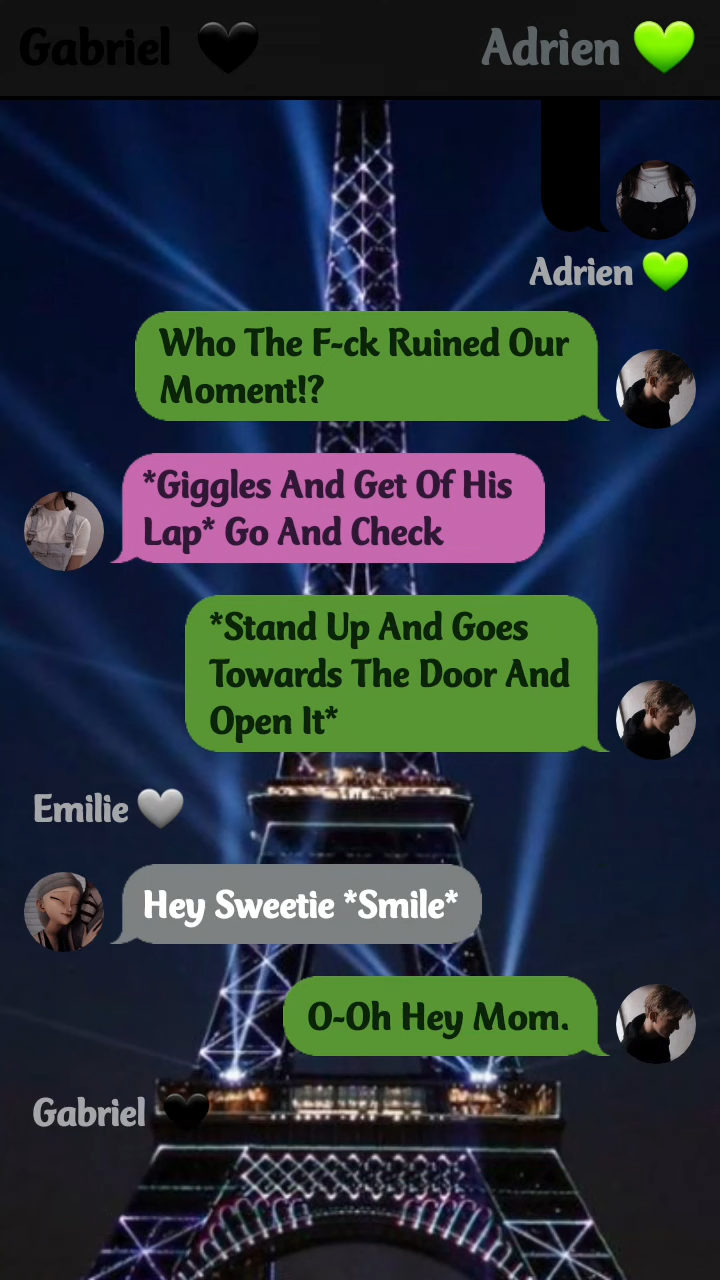 Gabriel 🖤 Adrien 💚
Adrien 💚
Who The F-ck Ruined Our
Moment!?
*Giggles And Get Of His
Lap* Go And Check
*Stand Up And Goes
Towards The Door And
Open It*
Emilie 🤍
Hey Sweetie *Smile*
O-Oh Hey Mom.
Gabriel 🖤